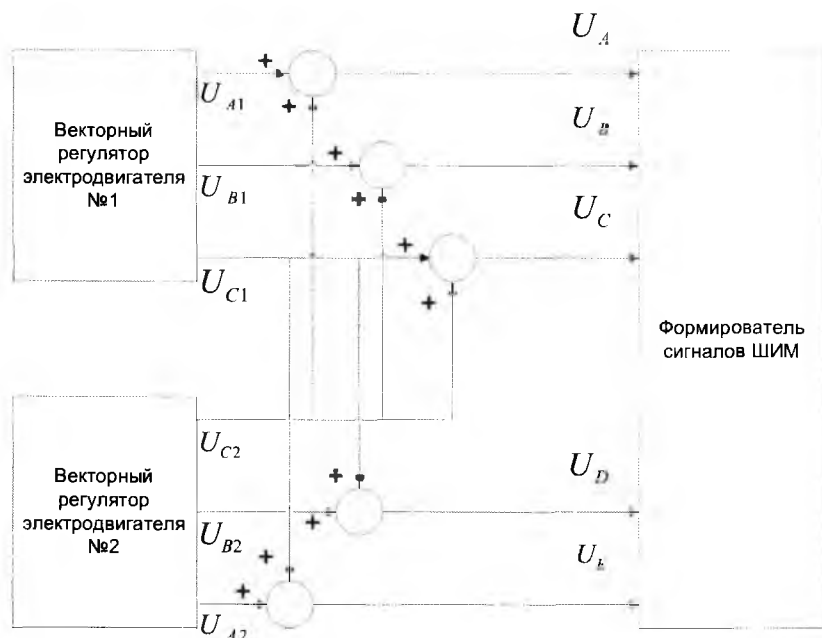 U_A
+
Векторный
регулятор
электродвигателя
№1
U_A1
+
U_B
+
U_B1
+
U_C
+
U_C1
+
Формирователь
сигналов ШИМ
U_C2
Векторный
регулятор
электродвигателя
№2
+
U_D
+
U_B2
+
+
U_A2